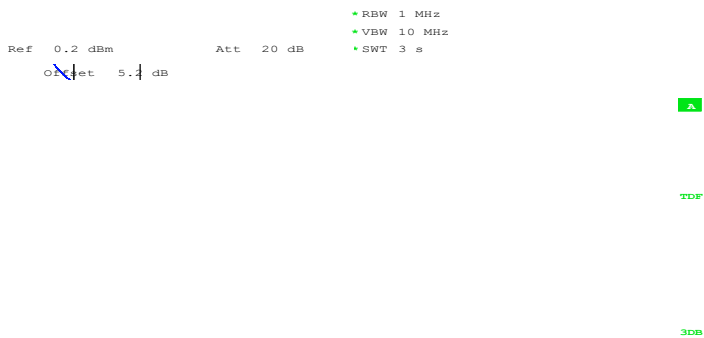 * RBW 1 MHz
* VBW 10 MHz
Ref 0.2 dBm Att 20 dB * SWT 3 s
Offset 5.2 dB
A
TDF
3DB